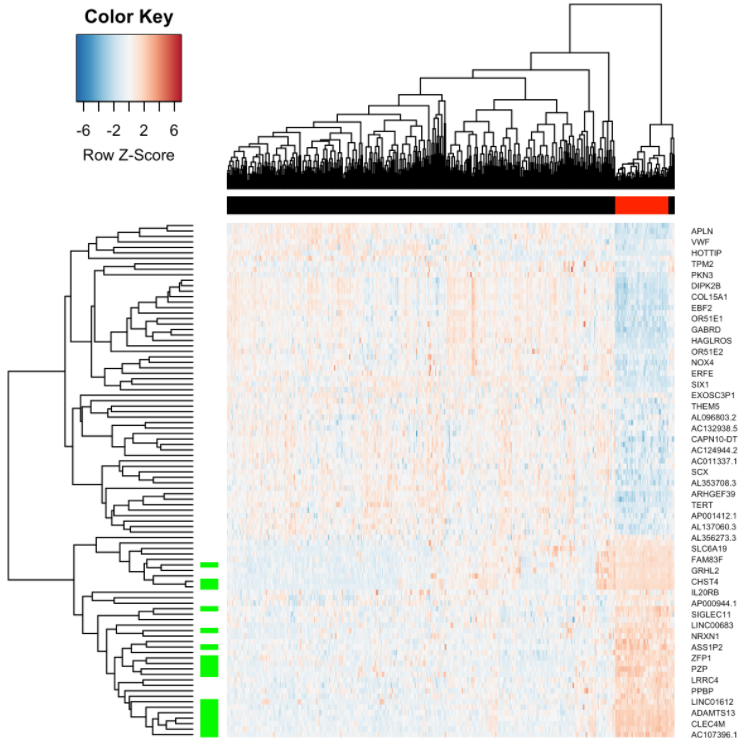 Color Key
-6 -2 2 6
Row Z-Score
APLN
VWF
HOTTIP
TPM2
PKN3
DIPK2B
COL15A1
EBF2
OR51E1
GABRD
HAGLROS
OR51E2
NOX4
ERFE
SIX1
EXOSC3P1
THEM5
AL096803.2
AC132938.5
CAPN10-DT
AC124944.2
AC011337.1
SCX
AL353708.3
ARHGEF39
TERT
AP001412.1
AL137060.3
AL356273.3
SLC6A19
FAM83F
GRHL2
CHST4
IL20RB
AP000944.1
SIGLEC11
LINC00683
NRXN1
ASS1P2
ZFP1
PZP
LRRC4
PPBP
LINC01612
ADAMTS13
CLEC4M
AC107396.1